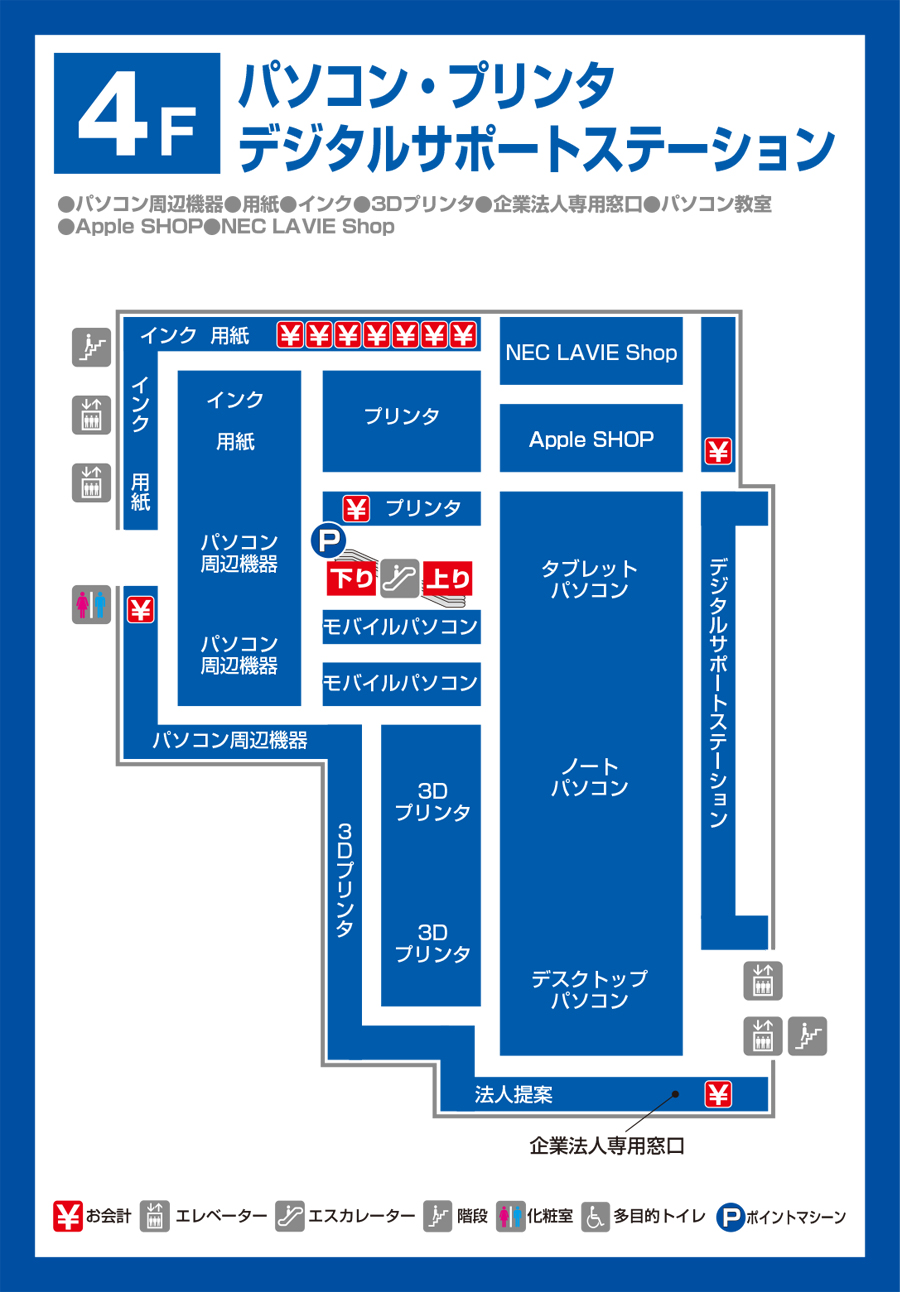 4F
パソコン・プリンタ
デジタルサポートステーション
●パソコン周辺機器●用紙●インク●3Dプリンタ●企業法人専用窓口●パソコン教室
●Apple SHOP●NEC LAVIE Shop
インク 用紙 ¥ ¥ ¥ ¥ ¥ ¥ ¥
NEC LAVIE Shop
インク
用紙
インク
用紙
プリンタ
Apple SHOP
¥
¥ プリンタ
P
パソコン
周辺機器
下り
上り
タブレット
パソコン
デジタルサポートステーション
¥
モバイルパソコン
パソコン
周辺機器
モバイルパソコン
パソコン周辺機器
ノート
パソコン
3D
プリンタ
3Dプリンタ
3D
プリンタ
デスクトップ
パソコン
法人提案
¥
企業法人専用窓口
¥ お会計 エレベーター エスカレーター 階段 化粧室 多目的トイレ P ポイントマシーン